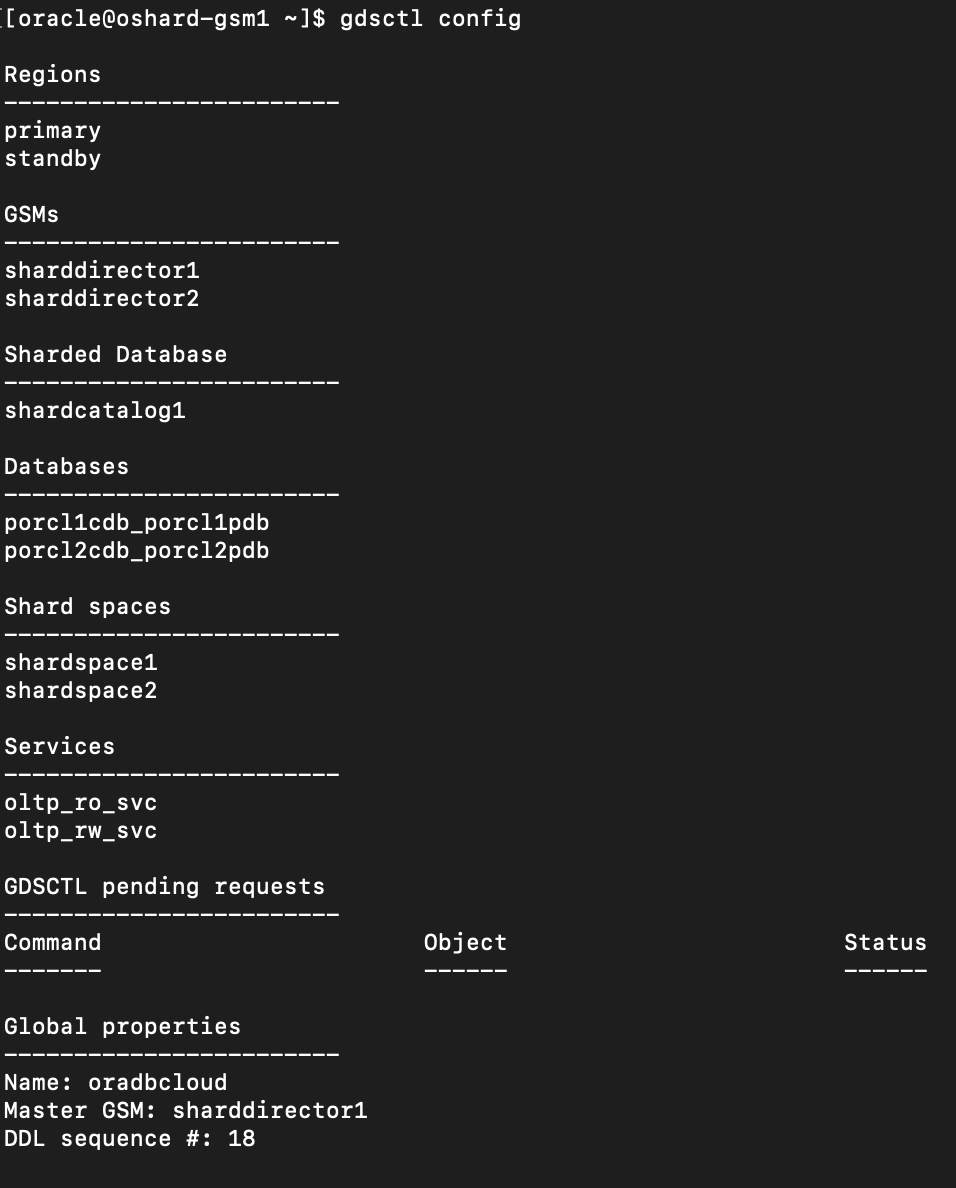 [[oracle@oshard-gsm1 ~]$ gdsctl config
Regions
------------------------
primary
standby
GSMs
------------------------
sharddirector1
sharddirector2
Sharded Database
------------------------
shardcatalog1
Databases
------------------------
porcl1cdb_porcl1pdb
porcl2cdb_porcl2pdb
Shard spaces
------------------------
shardspace1
shardspace2
Services
------------------------
oltp_ro_svc
oltp_rw_svc
GDSCTL pending requests
------------------------
Command                       Object                        Status
-------                       ------                        ------
Global properties
------------------------
Name: oradbcloud
Master GSM: sharddirector1
DDL sequence #: 18